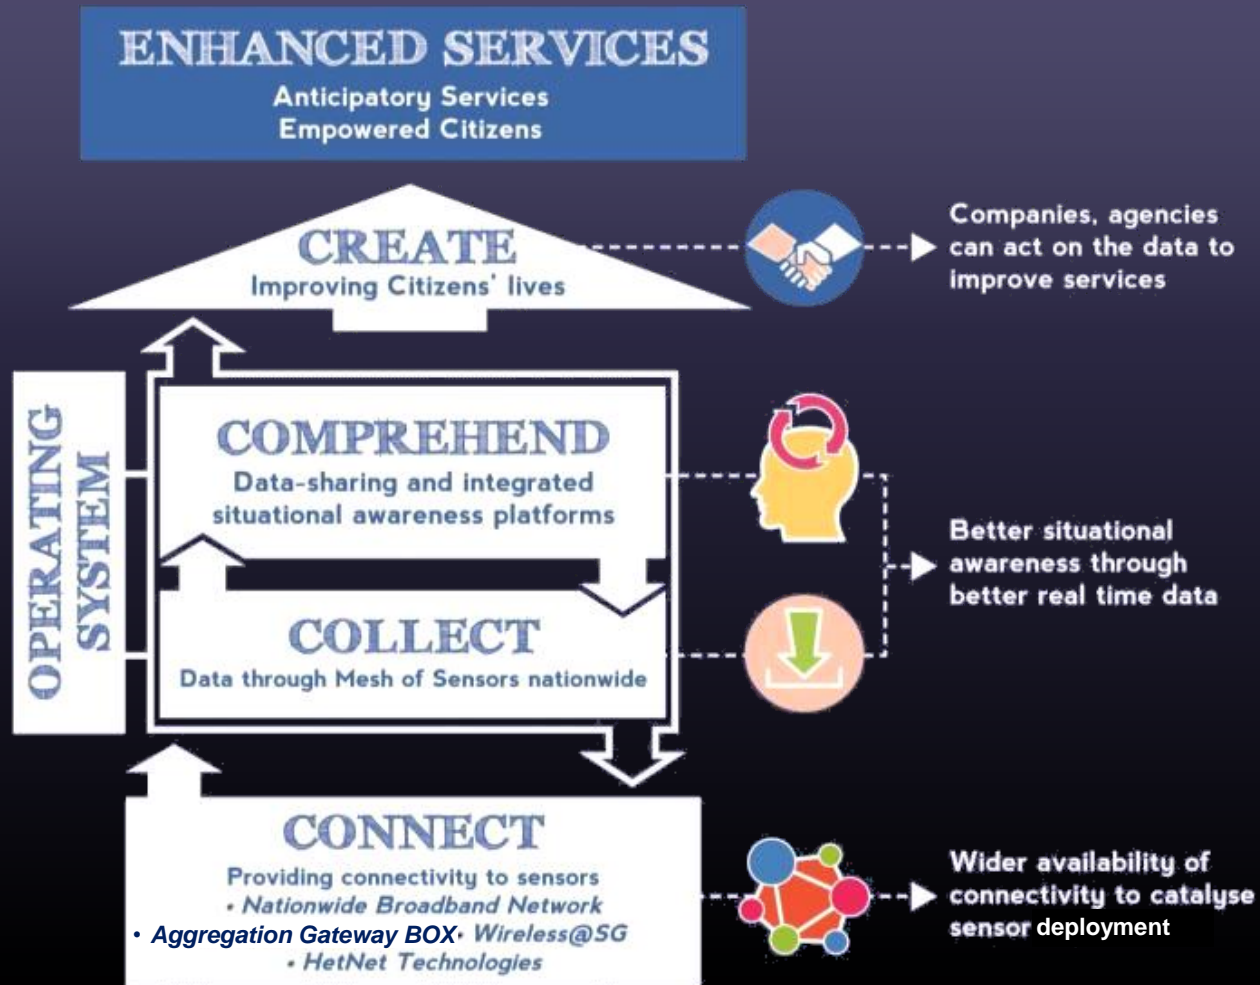 ENHANCED SERVICES
Anticipatory Services
Empowered Citizens
CREATE
Improving Citizens' lives
Companies, agencies
can act on the data to
improve services
OPERATING
SYSTEM
COMPREHEND
Data-sharing and integrated
situational awareness platforms
COLLECT
Data through Mesh of Sensors nationwide
Better situational
awareness through
better real time data
CONNECT
Providing connectivity to sensors
• Nationwide Broadband Network
• Aggregation Gateway BOX • Wireless@SG
• HetNet Technologies
Wider availability of
connectivity to catalyse
sensor deployment